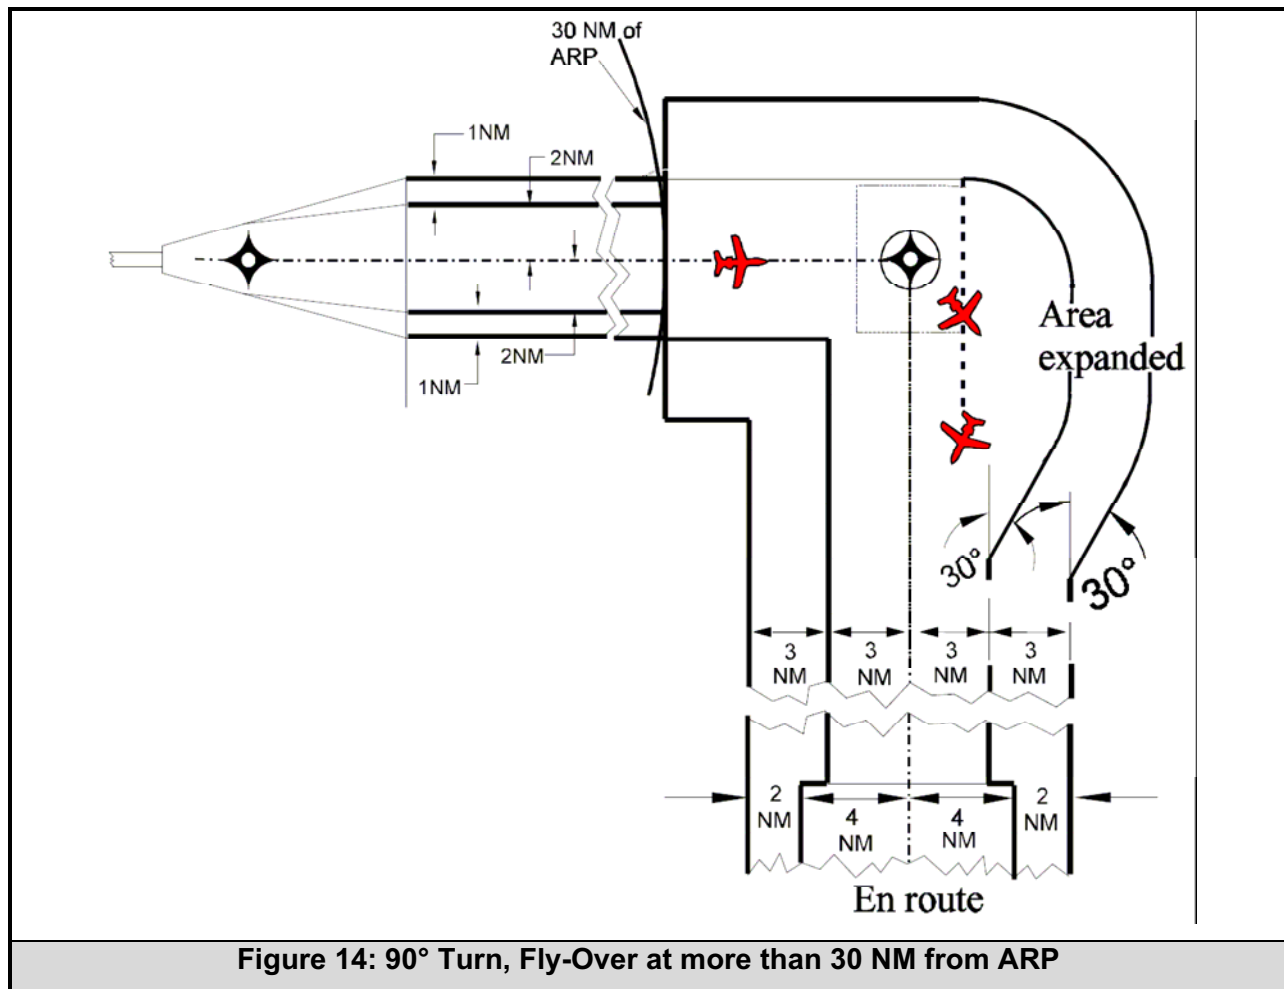 30 NM of
ARP
1NM
2NM
2NM
1NM
Area
expanded
30°
30°
3
NM
3
NM
3
NM
3
NM
2
NM
4
NM
4
NM
2
NM
En route
Figure 14: 90° Turn, Fly-Over at more than 30 NM from ARP